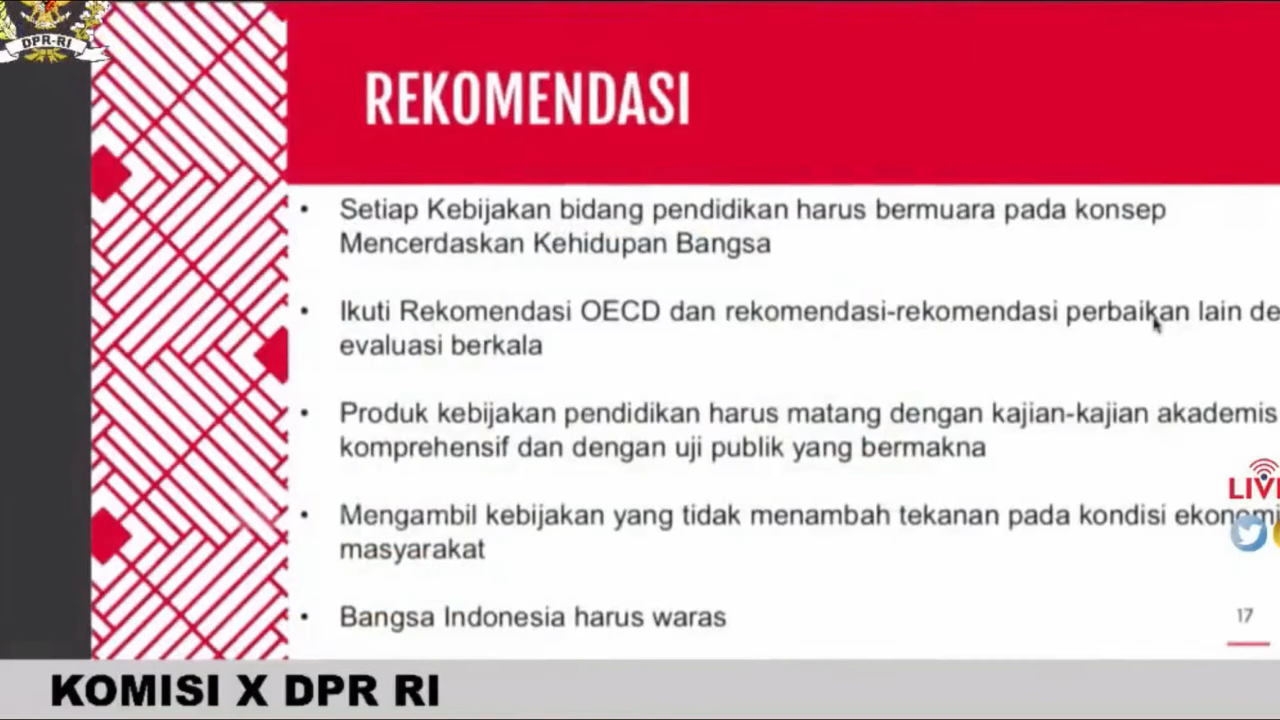 DPR-RI
REKOMENDASI
• Setiap Kebijakan bidang pendidikan harus bermuara pada konsep
Mencerdaskan Kehidupan Bangsa
• Ikuti Rekomendasi OECD dan rekomendasi-rekomendasi perbaikan lain de
evaluasi berkala
• Produk kebijakan pendidikan harus matang dengan kajian-kajian akademis
komprehensif dan dengan uji publik yang bermakna
LIV
• Mengambil kebijakan yang tidak menambah tekanan pada kondisi ekonomi
masyarakat
• Bangsa Indonesia harus waras
17
KOMISI X DPR RI